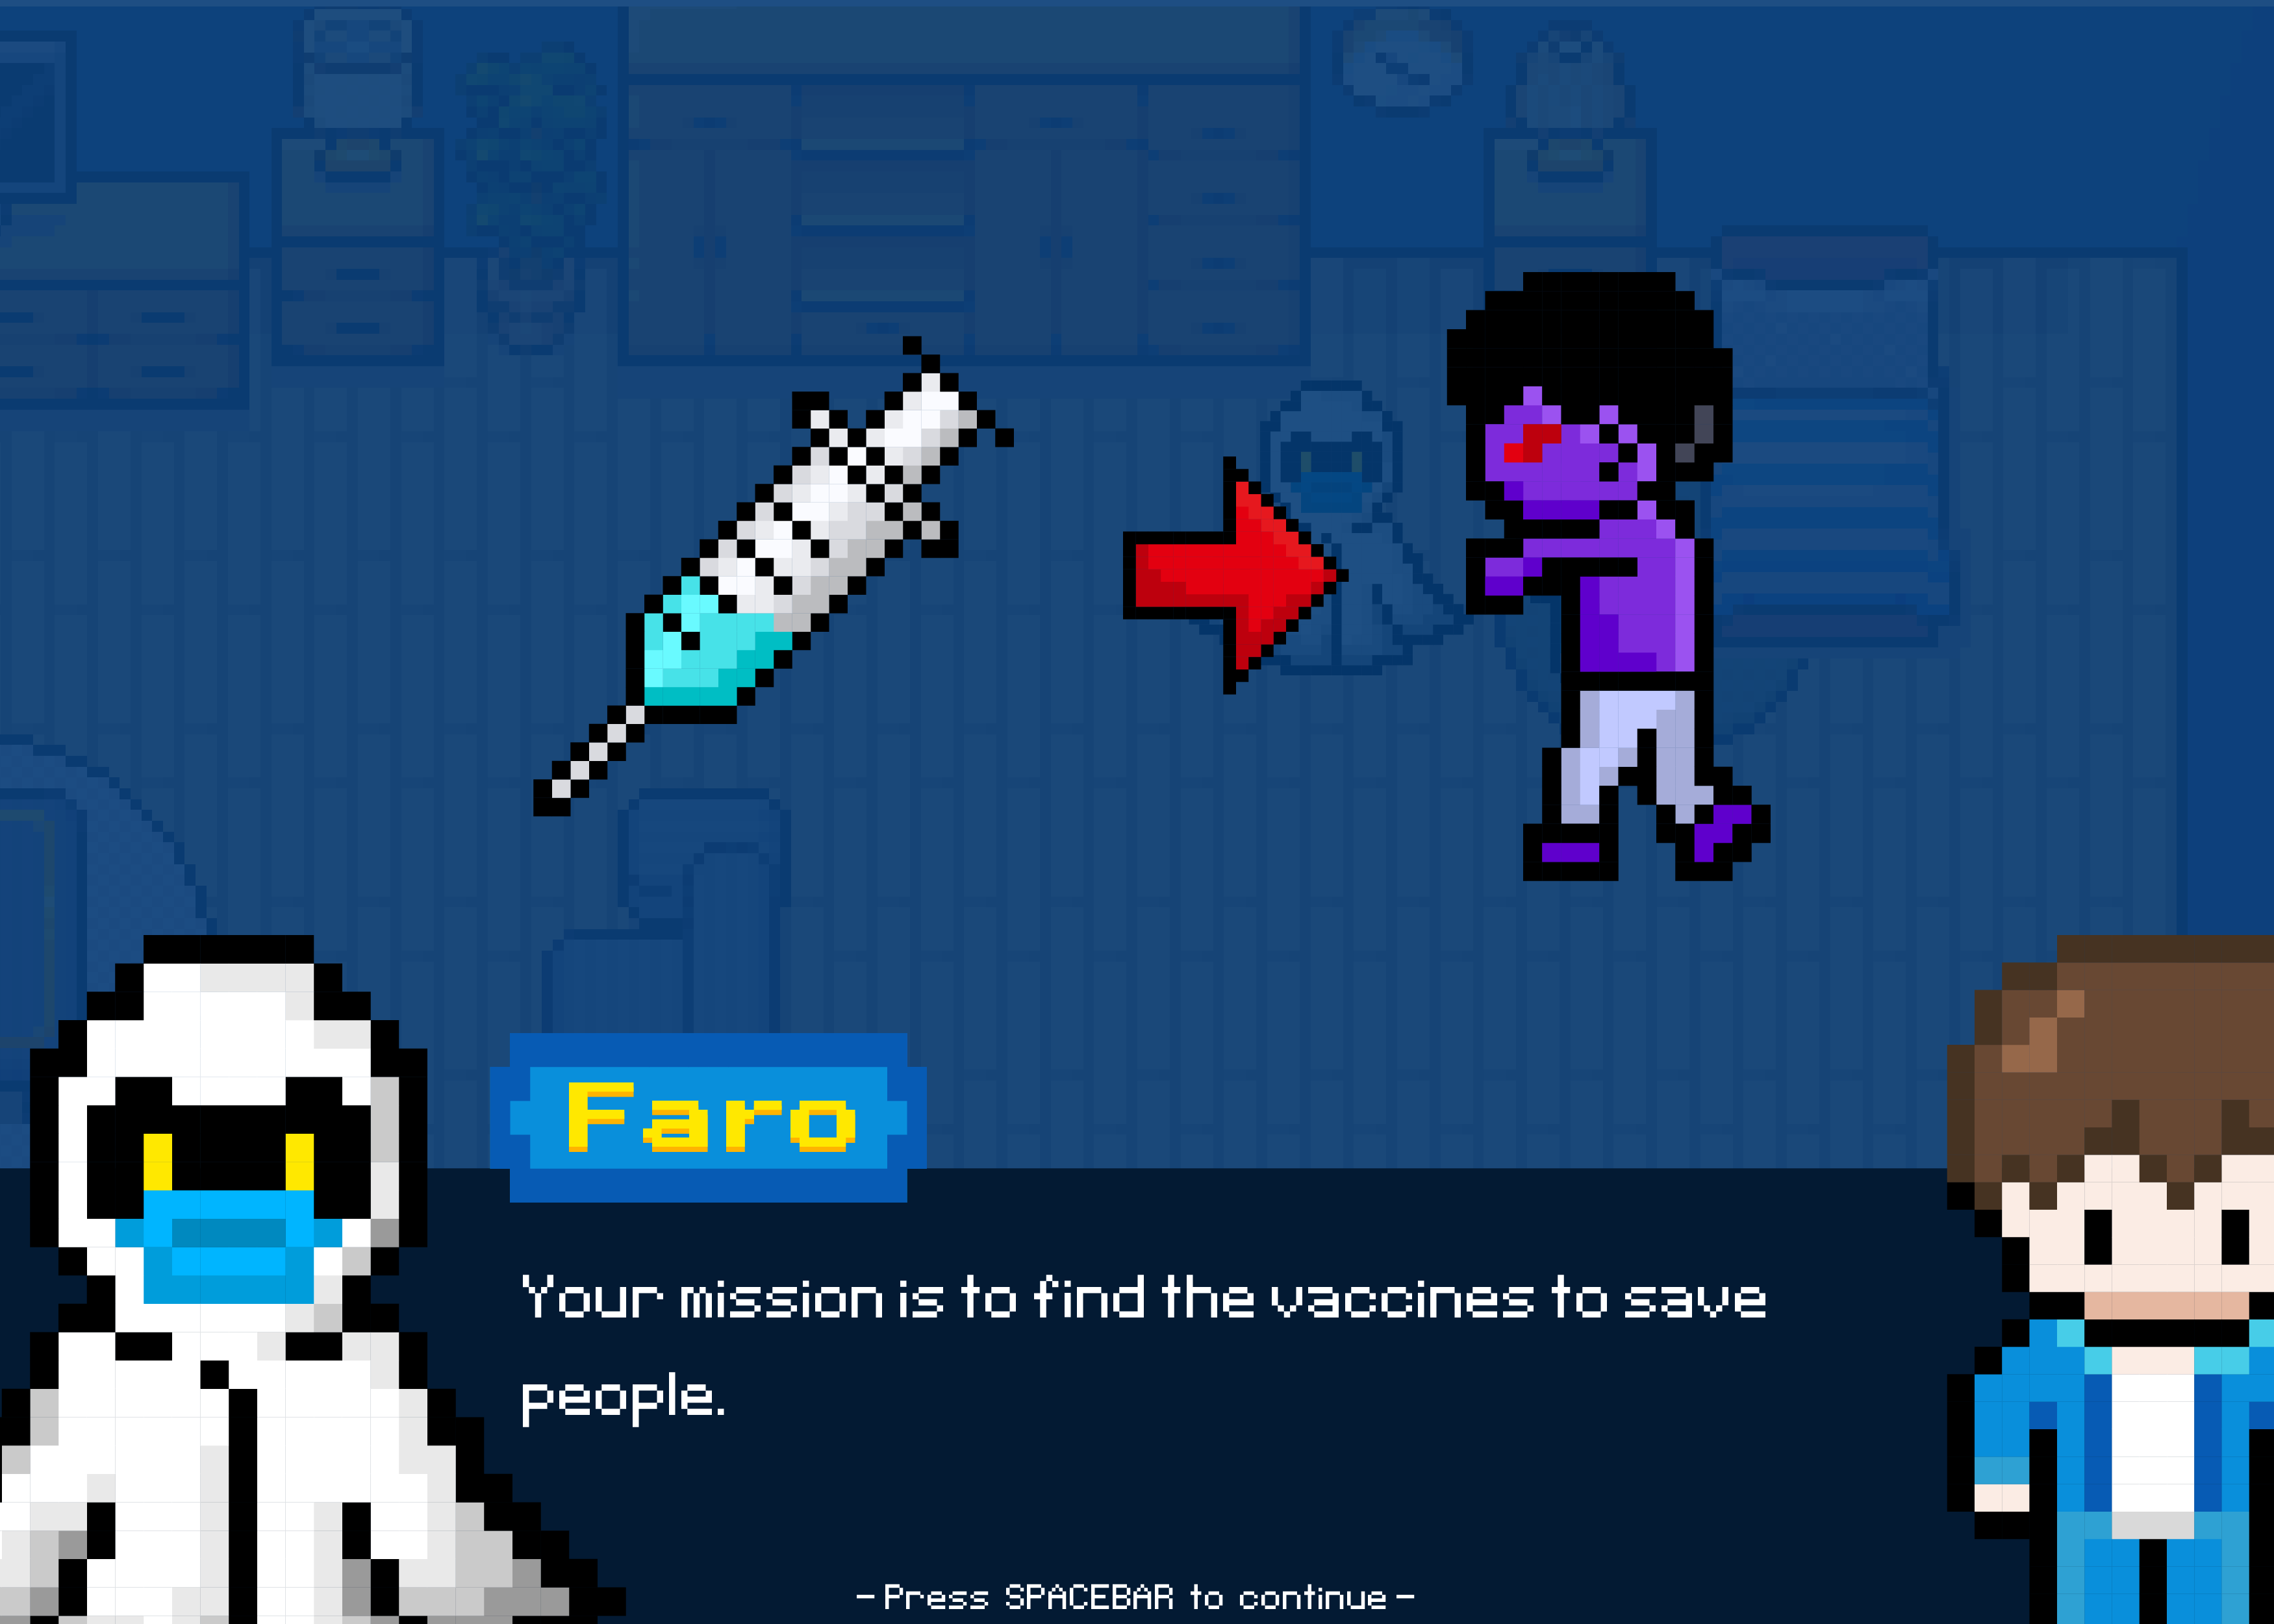 Faro
Your mission is to find the vaccines to save
people.
- Press SPACEBAR to continue -